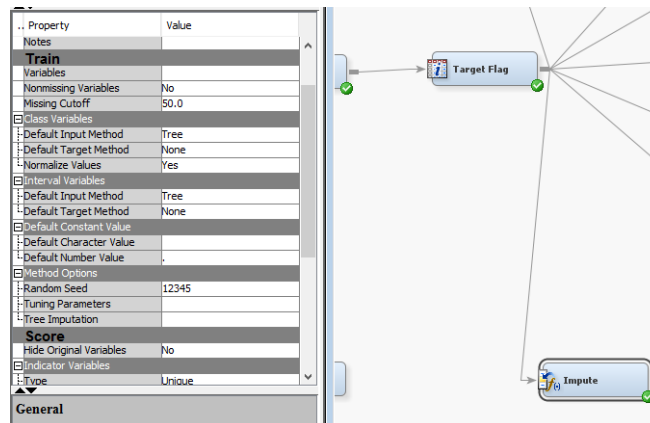 .. Property Value
Notes
Train
Variables
Nonmissing Variables No
Missing Cutoff 50.0
Class Variables
Default Input Method Tree
Default Target Method None
Normalize Values Yes
Interval Variables
Default Input Method Tree
Default Target Method None
Default Constant Value
Default Character Value
Default Number Value .
Method Options
Random Seed 12345
Tuning Parameters
Tree Imputation
Score
Hide Original Variables No
Indicator Variables
Type Unique
General
Target Flag
Impute